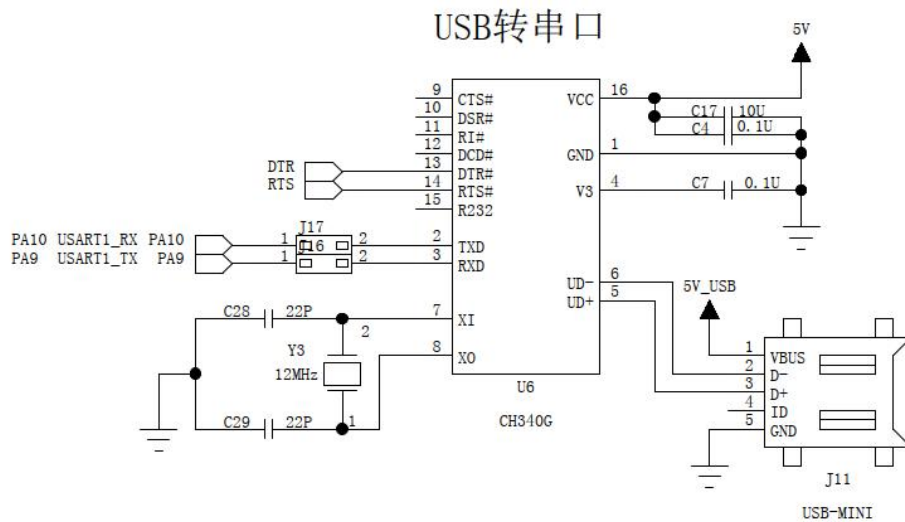 USB转串口
5V
9 CTS# VCC 16
10 DSR# C17 10U
11 RI# C4 0.1U
12 DCD# GND 1
DTR 13 DTR#
RTS 14 RTS# V3 4 C7 0.1U
15 R232
J17
PA10 USART1_RX PA10 1 2 2 TXD
J16
PA9 USART1_TX PA9 1 2 3 RXD
UD- 6
UD+ 5
5V_USB
C28 22P 7 XI
2
Y3 8 XO
12MHz
1 VBUS
2 D-
3 D+
4 ID
5 GND
U6
C29 22P 1
CH340G
J11
USB-MINI